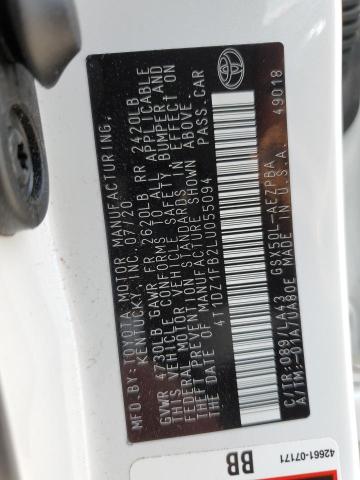 MFD. BY: TOYOTA MOTOR MANUFACTURING,
KENTUCKY, INC. 07/20
GVWR 4730LB GAWR FR 2620LB RR 2420LB
THIS VEHICLE CONFORMS TO ALL APPLICABLE
FEDERAL MOTOR VEHICLE SAFETY, BUMPER, AND
THEFT PREVENTION STANDARDS IN EFFECT ON
THE DATE OF MANUFACTURE SHOWN ABOVE.
4T1DZ1FB2LU055094 PASS.CAR
C/TR:089/LA43 GSX50L-AEZPBA
A/TM:-01A/UA80E MADE IN U.S.A. 49018
TOYOTA
42661-07171
BB